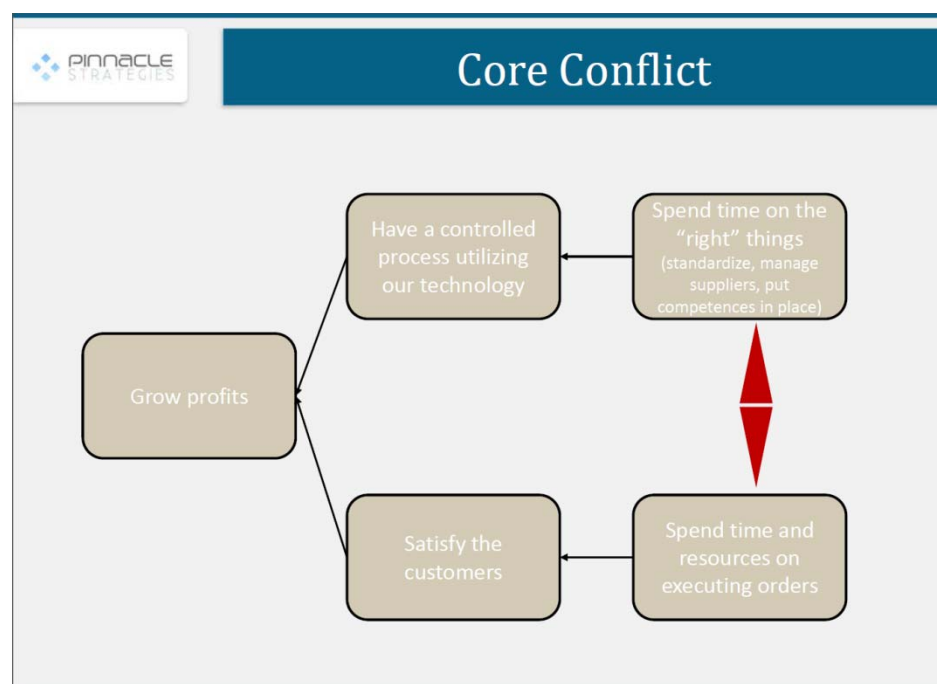 PINNACLE
STRATEGIES
Core Conflict
Have a controlled
process utilizing
our technology
Spend time on the
“right” things
(standardize, manage
suppliers, put
competences in place)
Grow profits
Satisfy the
customers
Spend time and
resources on
executing orders